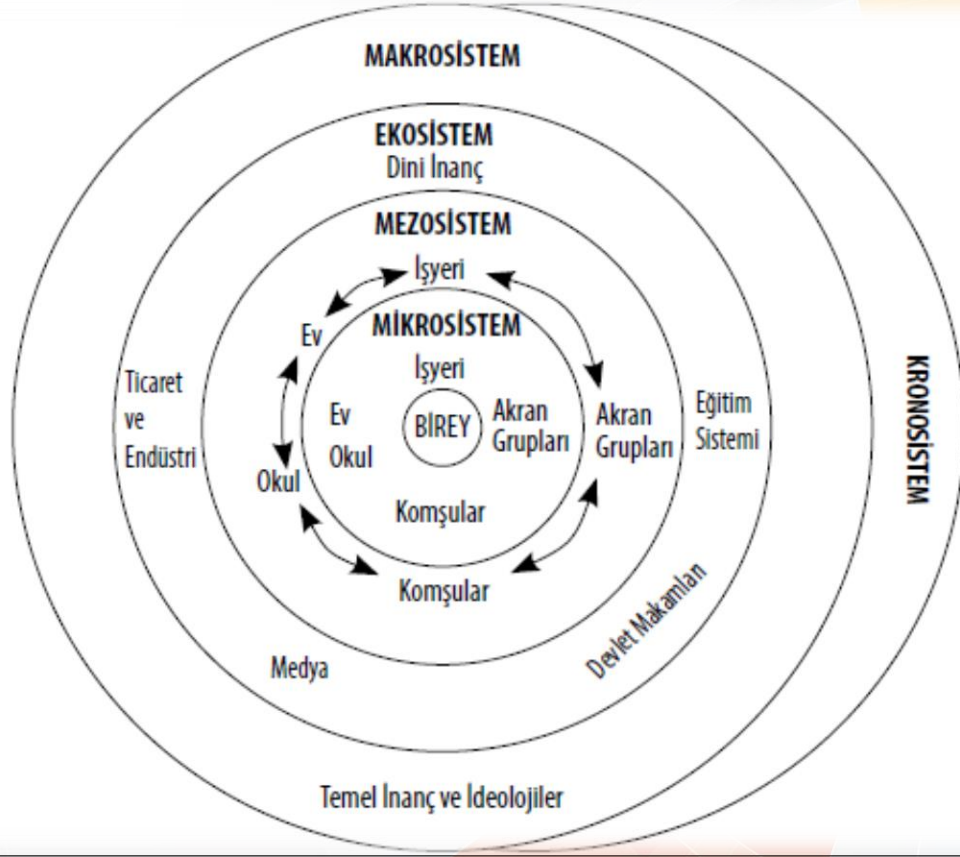 MAKROSİSTEM
EKOSİSTEM
Dini İnanç
MEZOSİSTEM
İşyeri
Ev
MİKROSİSTEM
İşyeri
Ev
Okul
BİREY
Akran
Grupları
Komşular
Akran
Grupları
Okul
Komşular
Ticaret
ve
Endüstri
Eğitim
Sistemi
Devlet Makamları
Medya
Temel İnanç ve İdeolojiler
KRONOSİSTEM